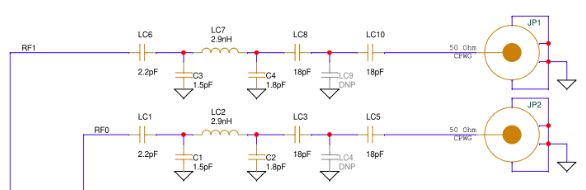 LC6 LC7 LC8 LC10 JP1
2.9nH
RF1
50 Ohm
CPWG
2.2pF C3 C4 18pF LC9 18pF
1.5pF 1.8pF DNP
LC1 LC2 LC3 LC5 JP2
2.9nH
RF0
50 Ohm
CPWG
2.2pF C1 C2 18pF LC4 18pF
1.5pF 1.8pF DNP